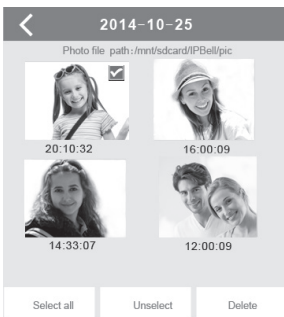 2014-10-25
Photo file path:/mnt/sdcard/IPBell/pic
20:10:32
16:00:09
14:33:07
12:00:09
Select all
Unselect
Delete